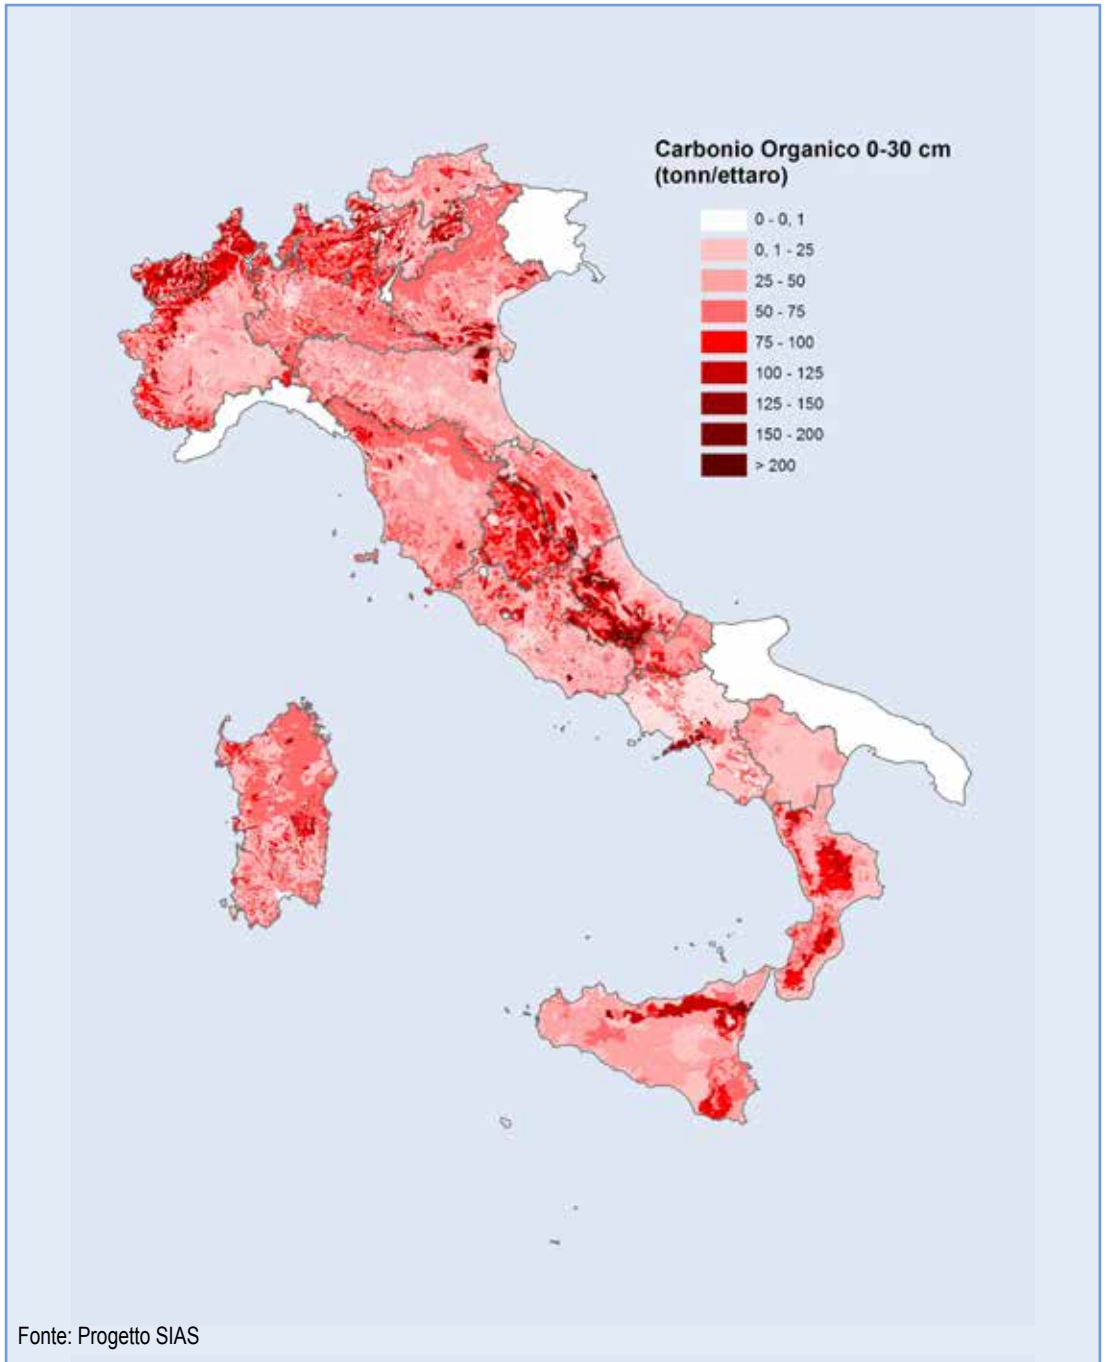 Carbonio Organico 0-30 cm
(tonn/ettaro)
0 - 0, 1
0, 1 - 25
25 - 50
50 - 75
75 - 100
100 - 125
125 - 150
150 - 200
> 200
Fonte: Progetto SIAS